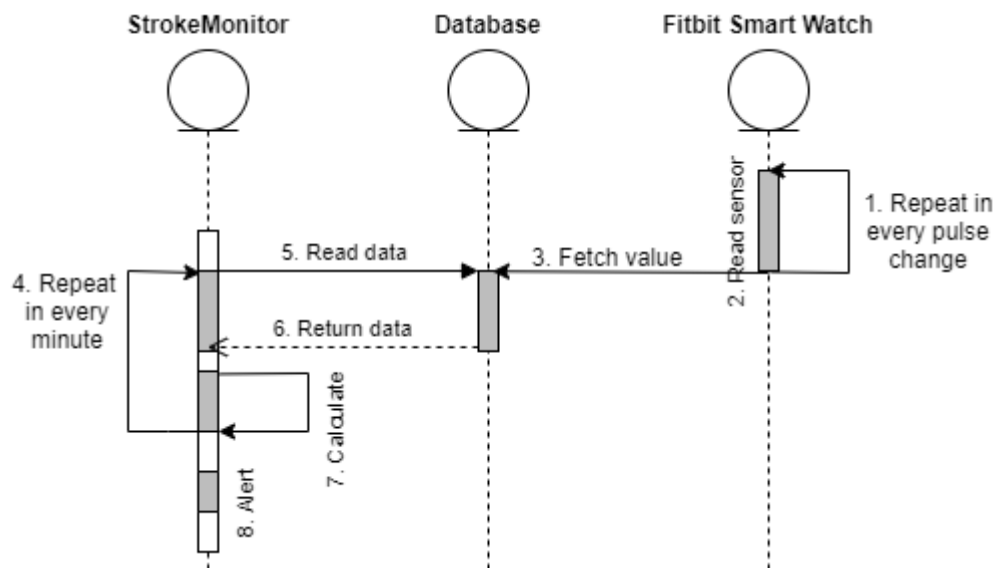 StrokeMonitor
Database
Fitbit Smart Watch
1. Repeat in
every pulse
change
2. Read sensor
3. Fetch value
4. Repeat
in every
minute
5. Read data
6. Return data
7. Calculate
8. Alert